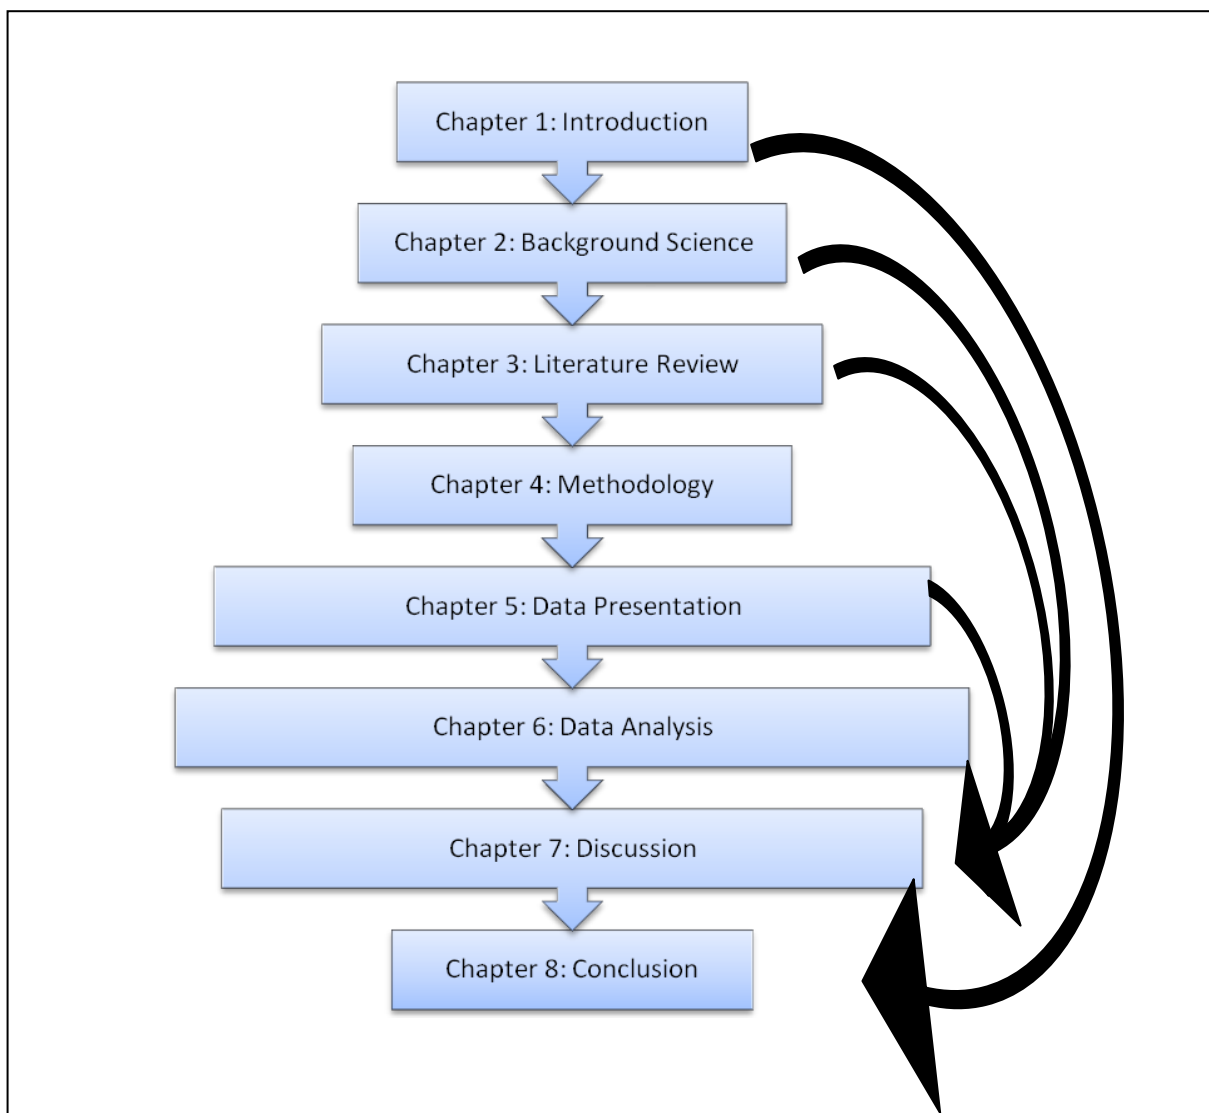 Chapter 1: Introduction
Chapter 2: Background Science
Chapter 3: Literature Review
Chapter 4: Methodology
Chapter 5: Data Presentation
Chapter 6: Data Analysis
Chapter 7: Discussion
Chapter 8: Conclusion